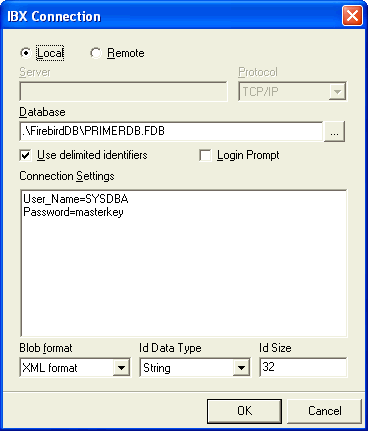 IBX Connection
Local Remote
Server Protocol
TCP/IP
Database
.\FirebirdDB\PRIMERDB.FDB ...
Use delimited identifiers Login Prompt
Connection Settings
User_Name=SYSDBA
Password=masterkey
Blob format Id Data Type Id Size
XML format String 32
OK Cancel